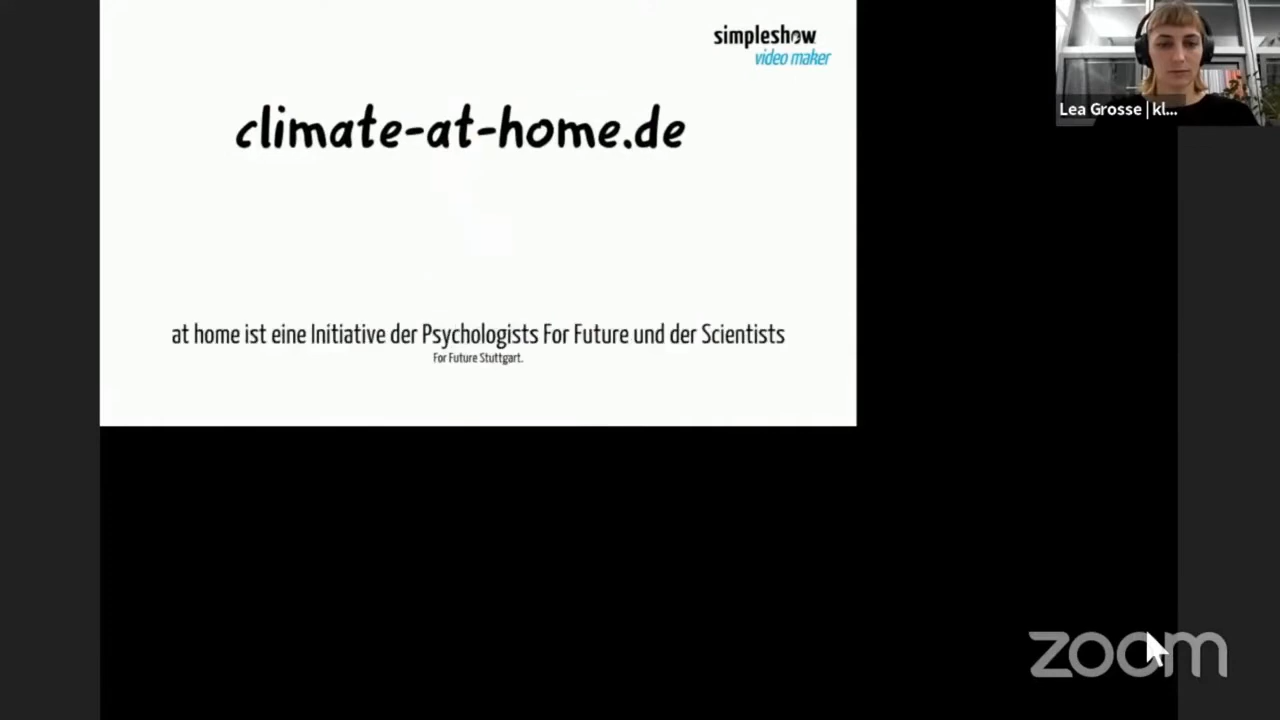 simpleshow
video maker
climate-at-home.de
Lea Grosse | kl...
at home ist eine Initiative der Psychologists For Future und der Scientists
For Future Stuttgart.
zoom